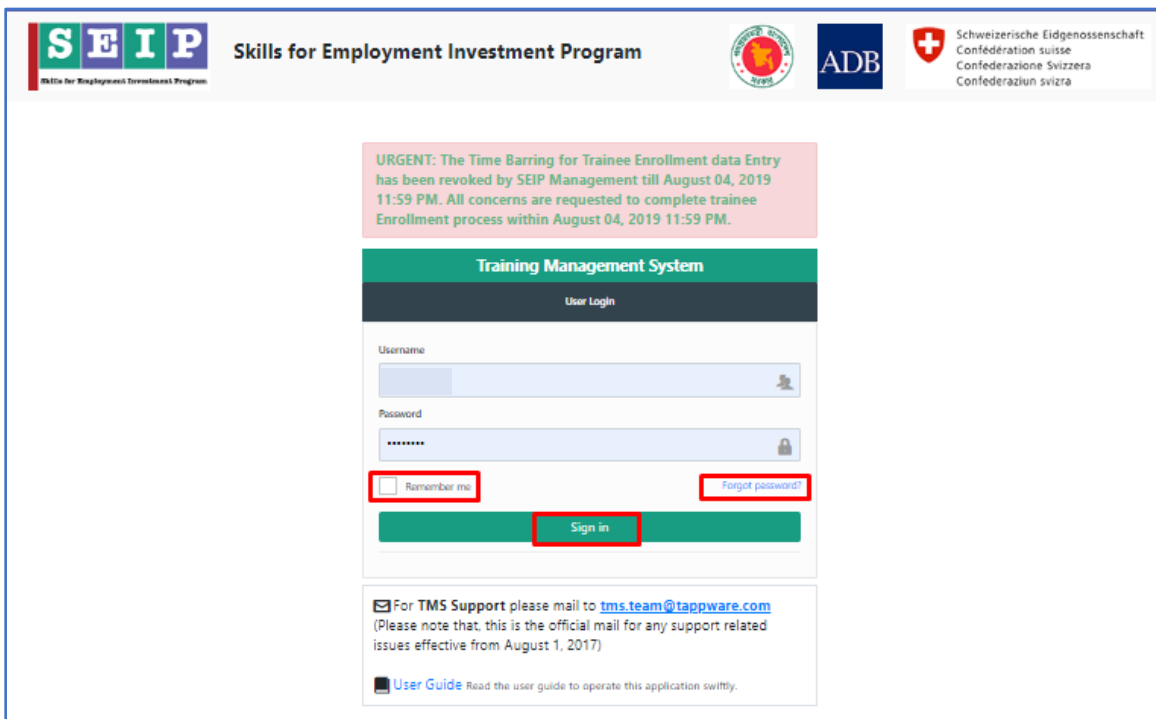 S E I P
Skills for Employment Investment Program
Skills for Employment Investment Program
ADB
Schweizerische Eidgenossenschaft
Confédération suisse
Confederazione Svizzera
Confederaziun svizra
URGENT: The Time Barring for Trainee Enrollment data Entry
has been revoked by SEIP Management till August 04, 2019
11:59 PM. All concerns are requested to complete trainee
Enrollment process within August 04, 2019 11:59 PM.
Training Management System
User Login
Username
Password
••••••••
Remember me
Forgot password?
Sign in
For TMS Support please mail to tms.team@tappware.com
(Please note that, this is the official mail for any support related
issues effective from August 1, 2017)
User Guide Read the user guide to operate this application swiftly.